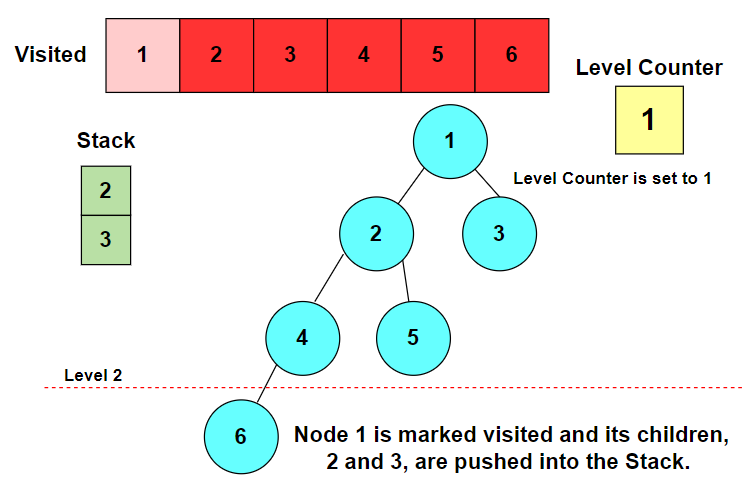 Visited
1 2 3 4 5 6
Level Counter
1
Level Counter is set to 1
Stack
2
3
1
2
3
4
5
Level 2
6
Node 1 is marked visited and its children,
2 and 3, are pushed into the Stack.